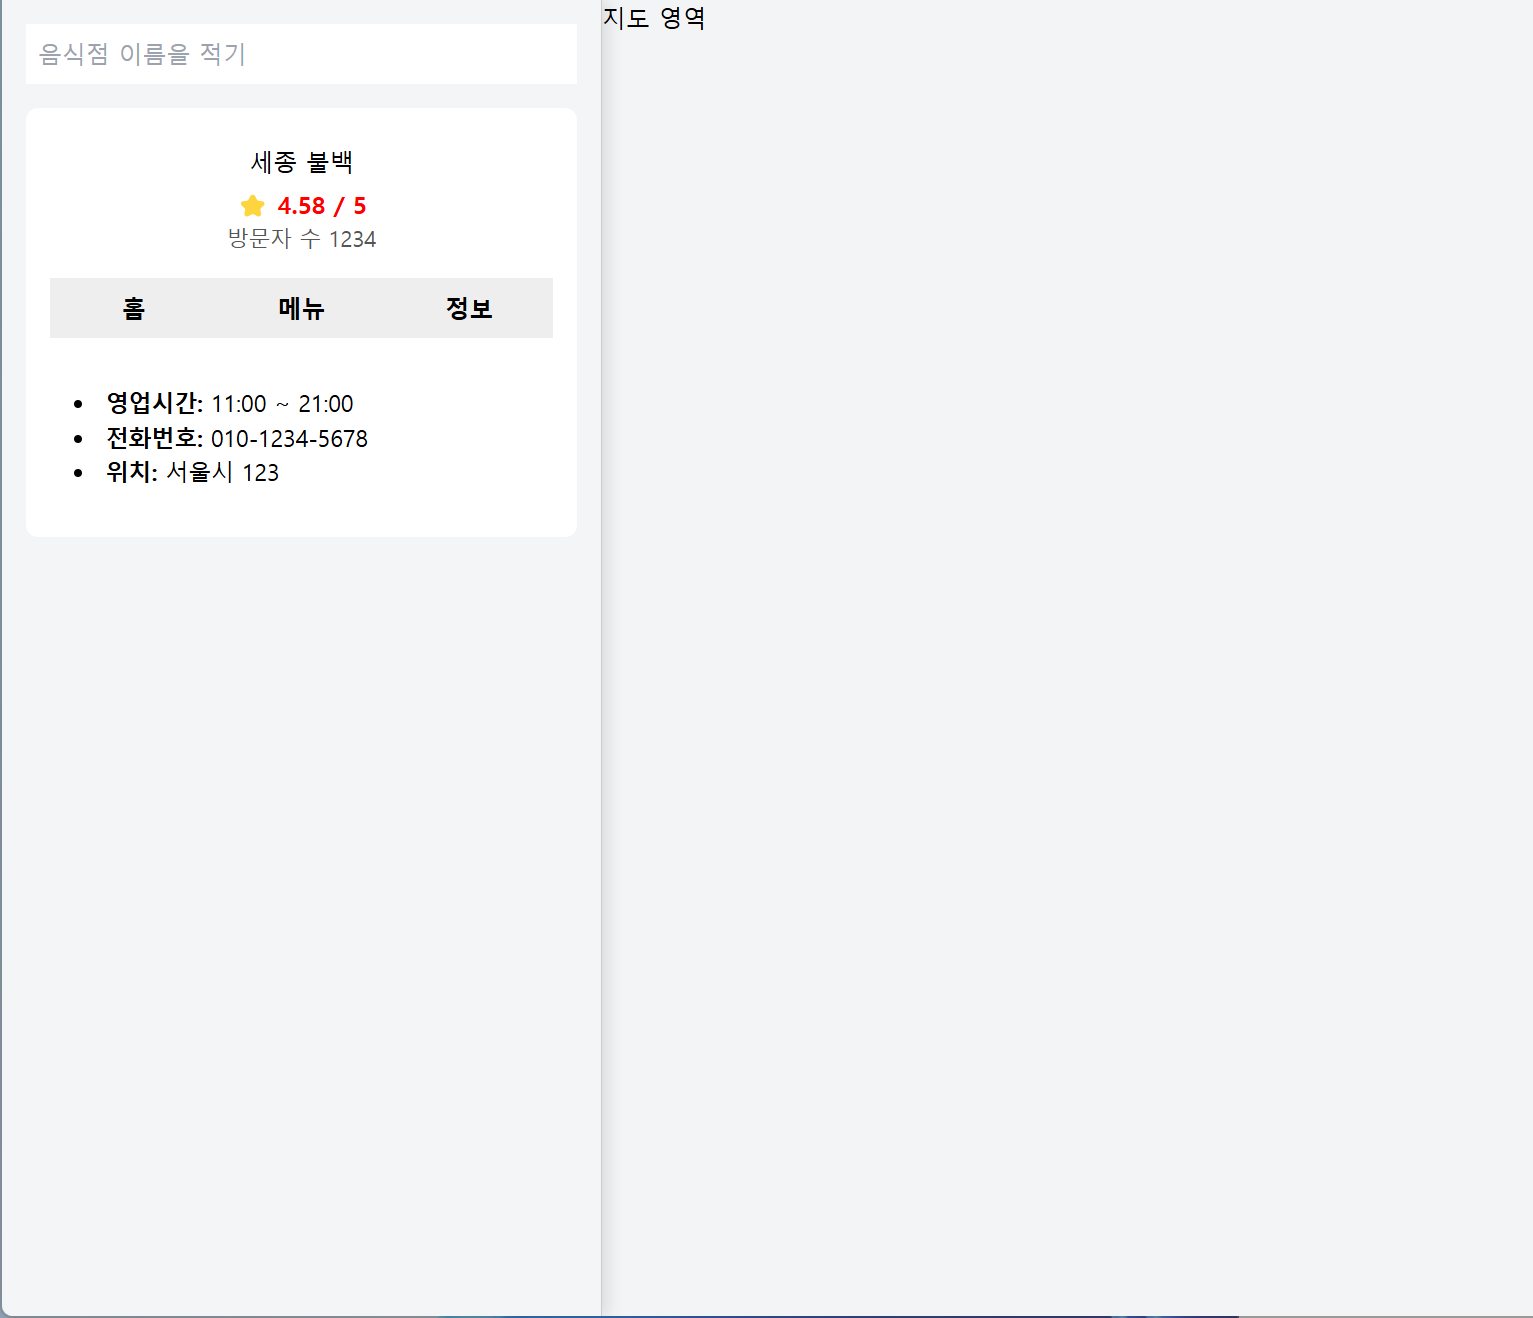 음식점 이름을 적기
세종 불백
4.58 / 5
방문자 수 1234
홈 메뉴 정보
영업시간: 11:00 ~ 21:00
전화번호: 010-1234-5678
위치: 서울시 123
지도 영역